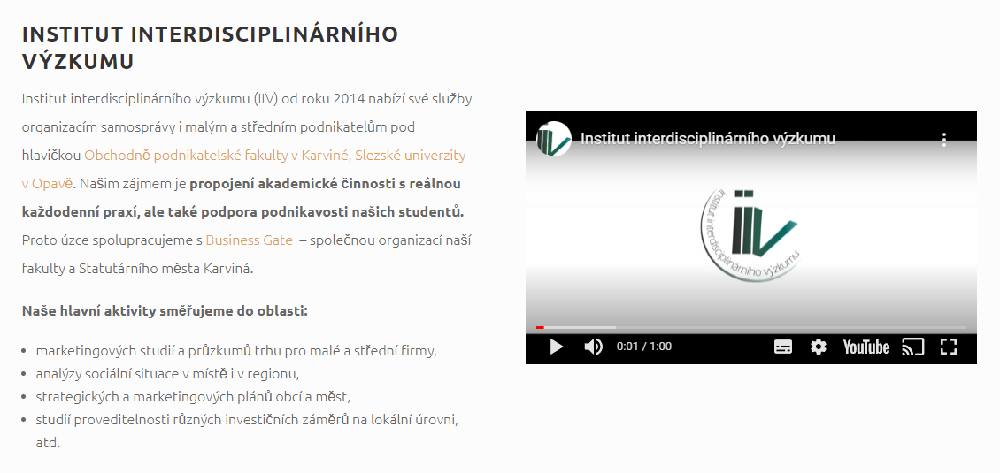 INSTITUT INTERDISCIPLINÁRNÍHO
VÝZKUMU
Institut interdisciplinárního výzkumu (IIV) od roku 2014 nabízí své služby
organizacím samosprávy i malým a středním podnikatelům pod
hlavičkou Obchodně podnikatelské fakulty v Karviné, Slezské univerzity
v Opavě. Našim zájmem je propojení akademické činnosti s reálnou
každodenní praxí, ale také podpora podnikavosti našich studentů.
Proto úzce spolupracujeme s Business Gate – společnou organizací naší
fakulty a Statutárního města Karviná.
Naše hlavní aktivity směřujeme do oblasti:
• marketingových studií a průzkumů trhu pro malé a střední firmy,
• analýzy sociální situace v místě i v regionu,
• strategických a marketingových plánů obcí a měst,
• studií proveditelnosti různých investičních záměrů na lokální úrovni,
atd.
Institut interdisciplinárního výzkumu
iiv
institut interdisciplinárního výzkumu
0:01 / 1:00
YouTube